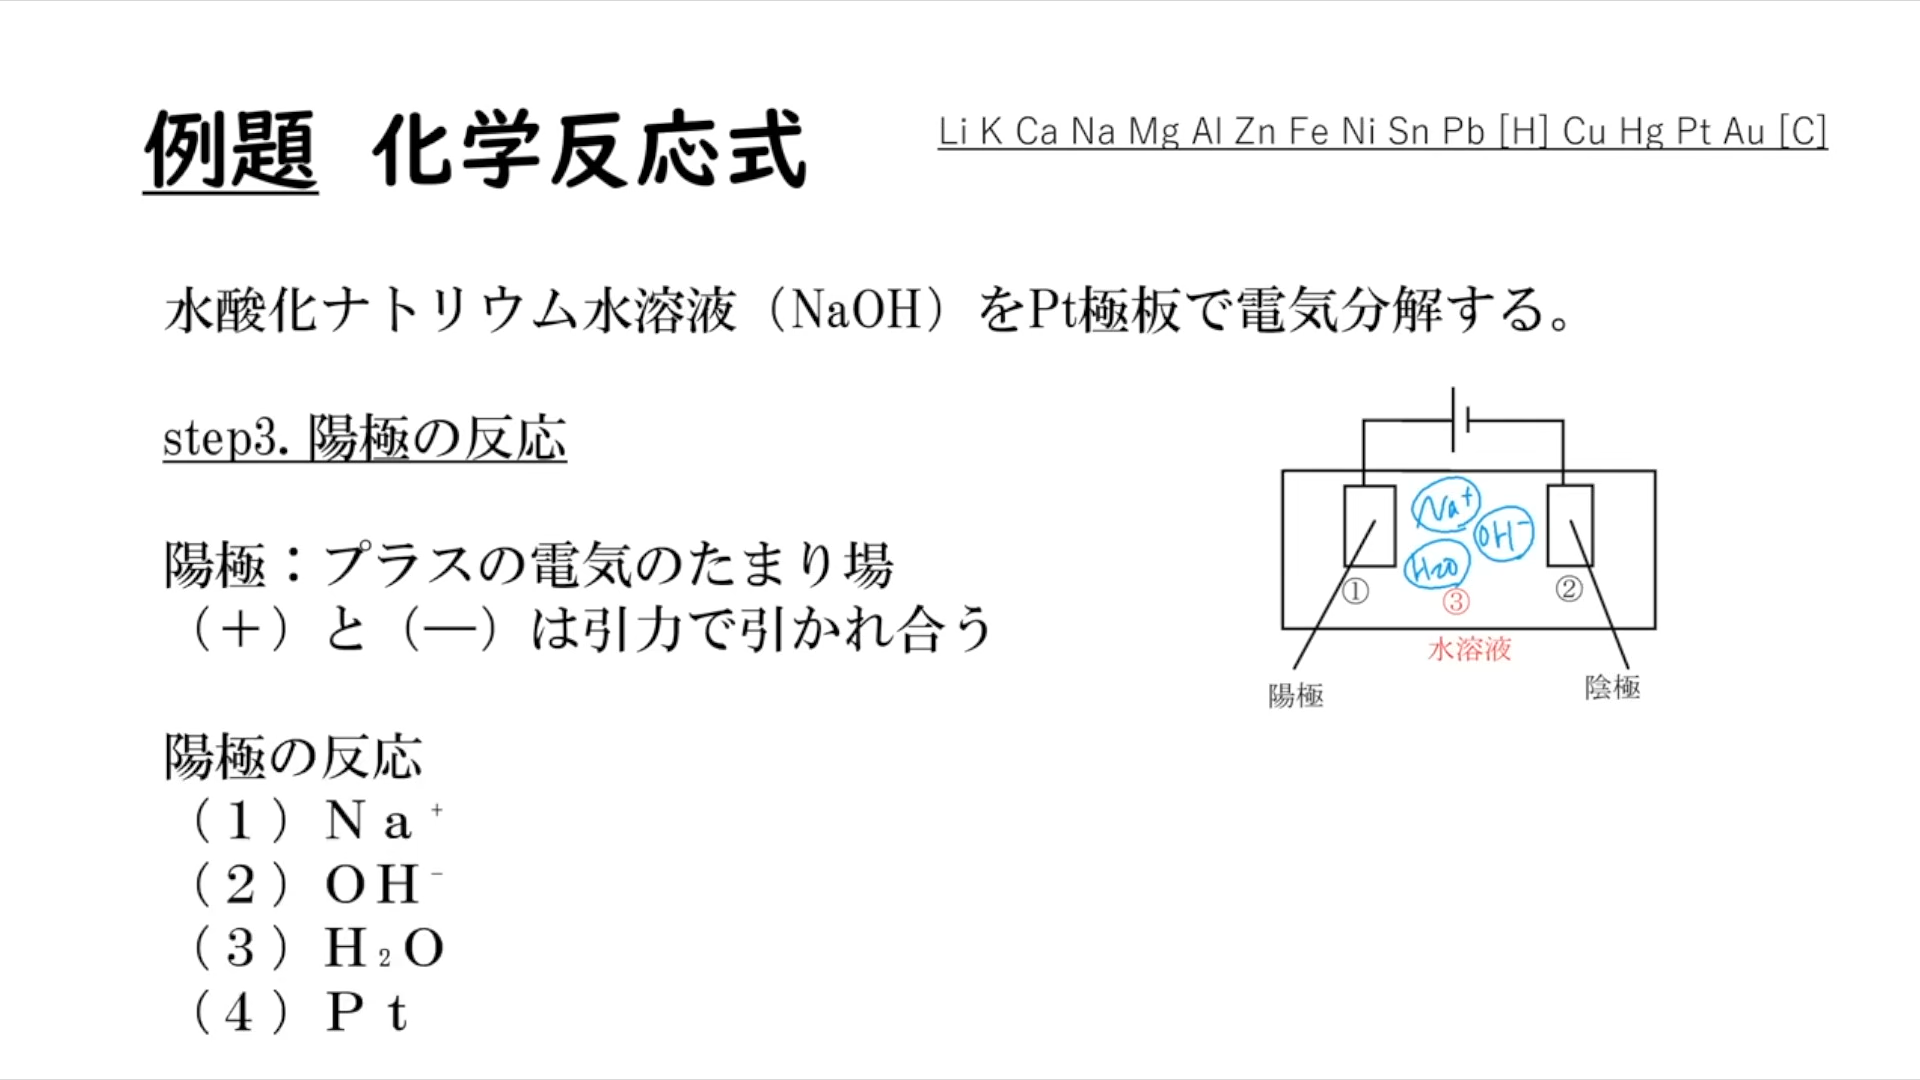 例題 化学反応式
Li K Ca Na Mg Al Zn Fe Ni Sn Pb [H] Cu Hg Pt Au [C]
水酸化ナトリウム水溶液（NaOH）をPt極板で電気分解する。
step3. 陽極の反応
陽極：プラスの電気のたまり場
（＋）と（―）は引力で引かれ合う
陽極の反応
（１）Ｎａ⁺
（２）ＯＨ⁻
（３）Ｈ₂Ｏ
（４）Ｐｔ
Na⁺
OH⁻
H₂O
①
②
③
水溶液
陽極
陰極